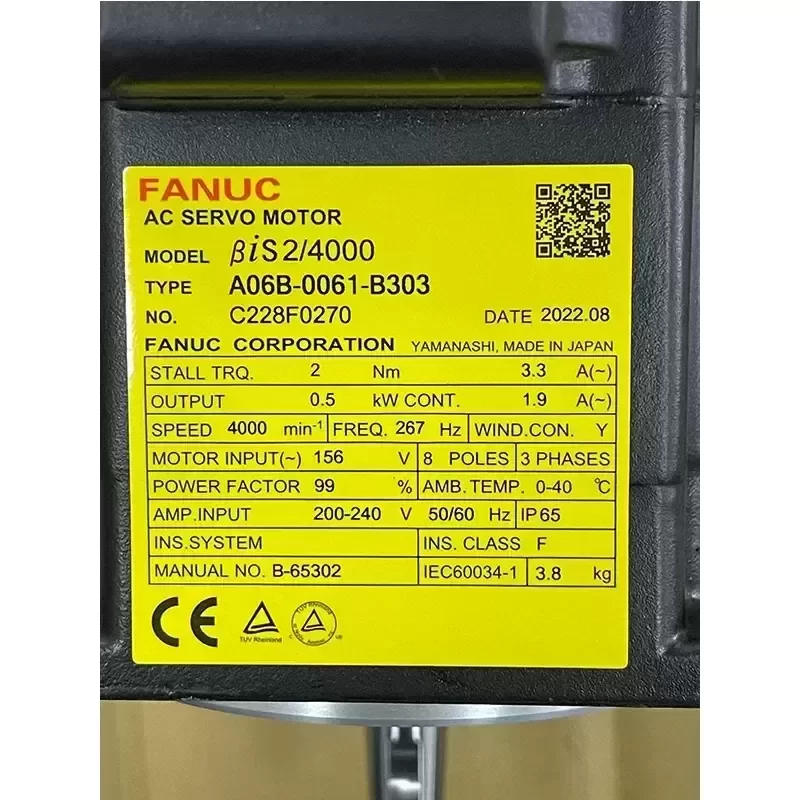 FANUC
AC SERVO MOTOR
MODEL βiS2/4000
TYPE A06B-0061-B303
NO. C228F0270 DATE 2022.08
FANUC CORPORATION YAMANASHI, MADE IN JAPAN
STALL TRQ. 2 Nm 3.3 A(~)
OUTPUT 0.5 kW CONT. 1.9 A(~)
SPEED 4000 min-1 FREQ. 267 Hz WIND.CON. Y
MOTOR INPUT(~) 156 V 8 POLES 3 PHASES
POWER FACTOR 99 % AMB.TEMP. 0-40 ℃
AMP.INPUT 200-240 V 50/60 Hz IP65
INS.SYSTEM INS. CLASS F
MANUAL NO. B-65302 IEC60034-1 3.8 kg
CE
TUV Rheinland